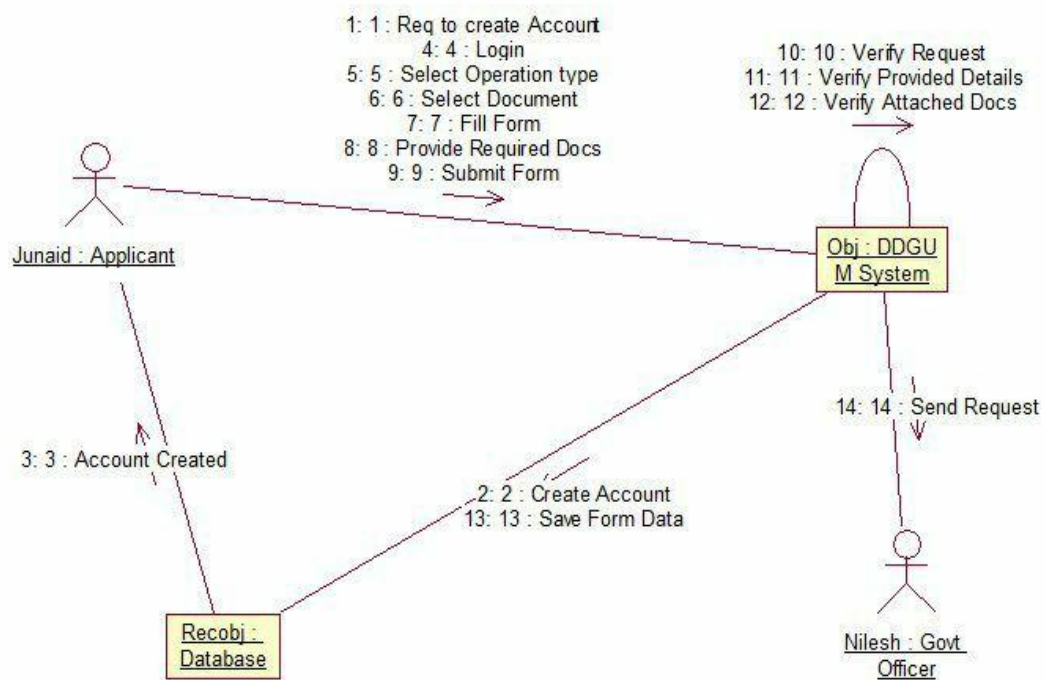 1: 1 : Req to create Account
4: 4 : Login
5: 5 : Select Operation type
6: 6 : Select Document
7: 7 : Fill Form
8: 8 : Provide Required Docs
9: 9 : Submit Form
10: 10 : Verify Request
11: 11 : Verify Provided Details
12: 12 : Verify Attached Docs
Junaid : Applicant
Obj : DDGU
M System
14: 14 : Send Request
3: 3 : Account Created
2: 2 : Create Account
13: 13 : Save Form Data
Recobj :
Database
Nilesh : Govt
Officer